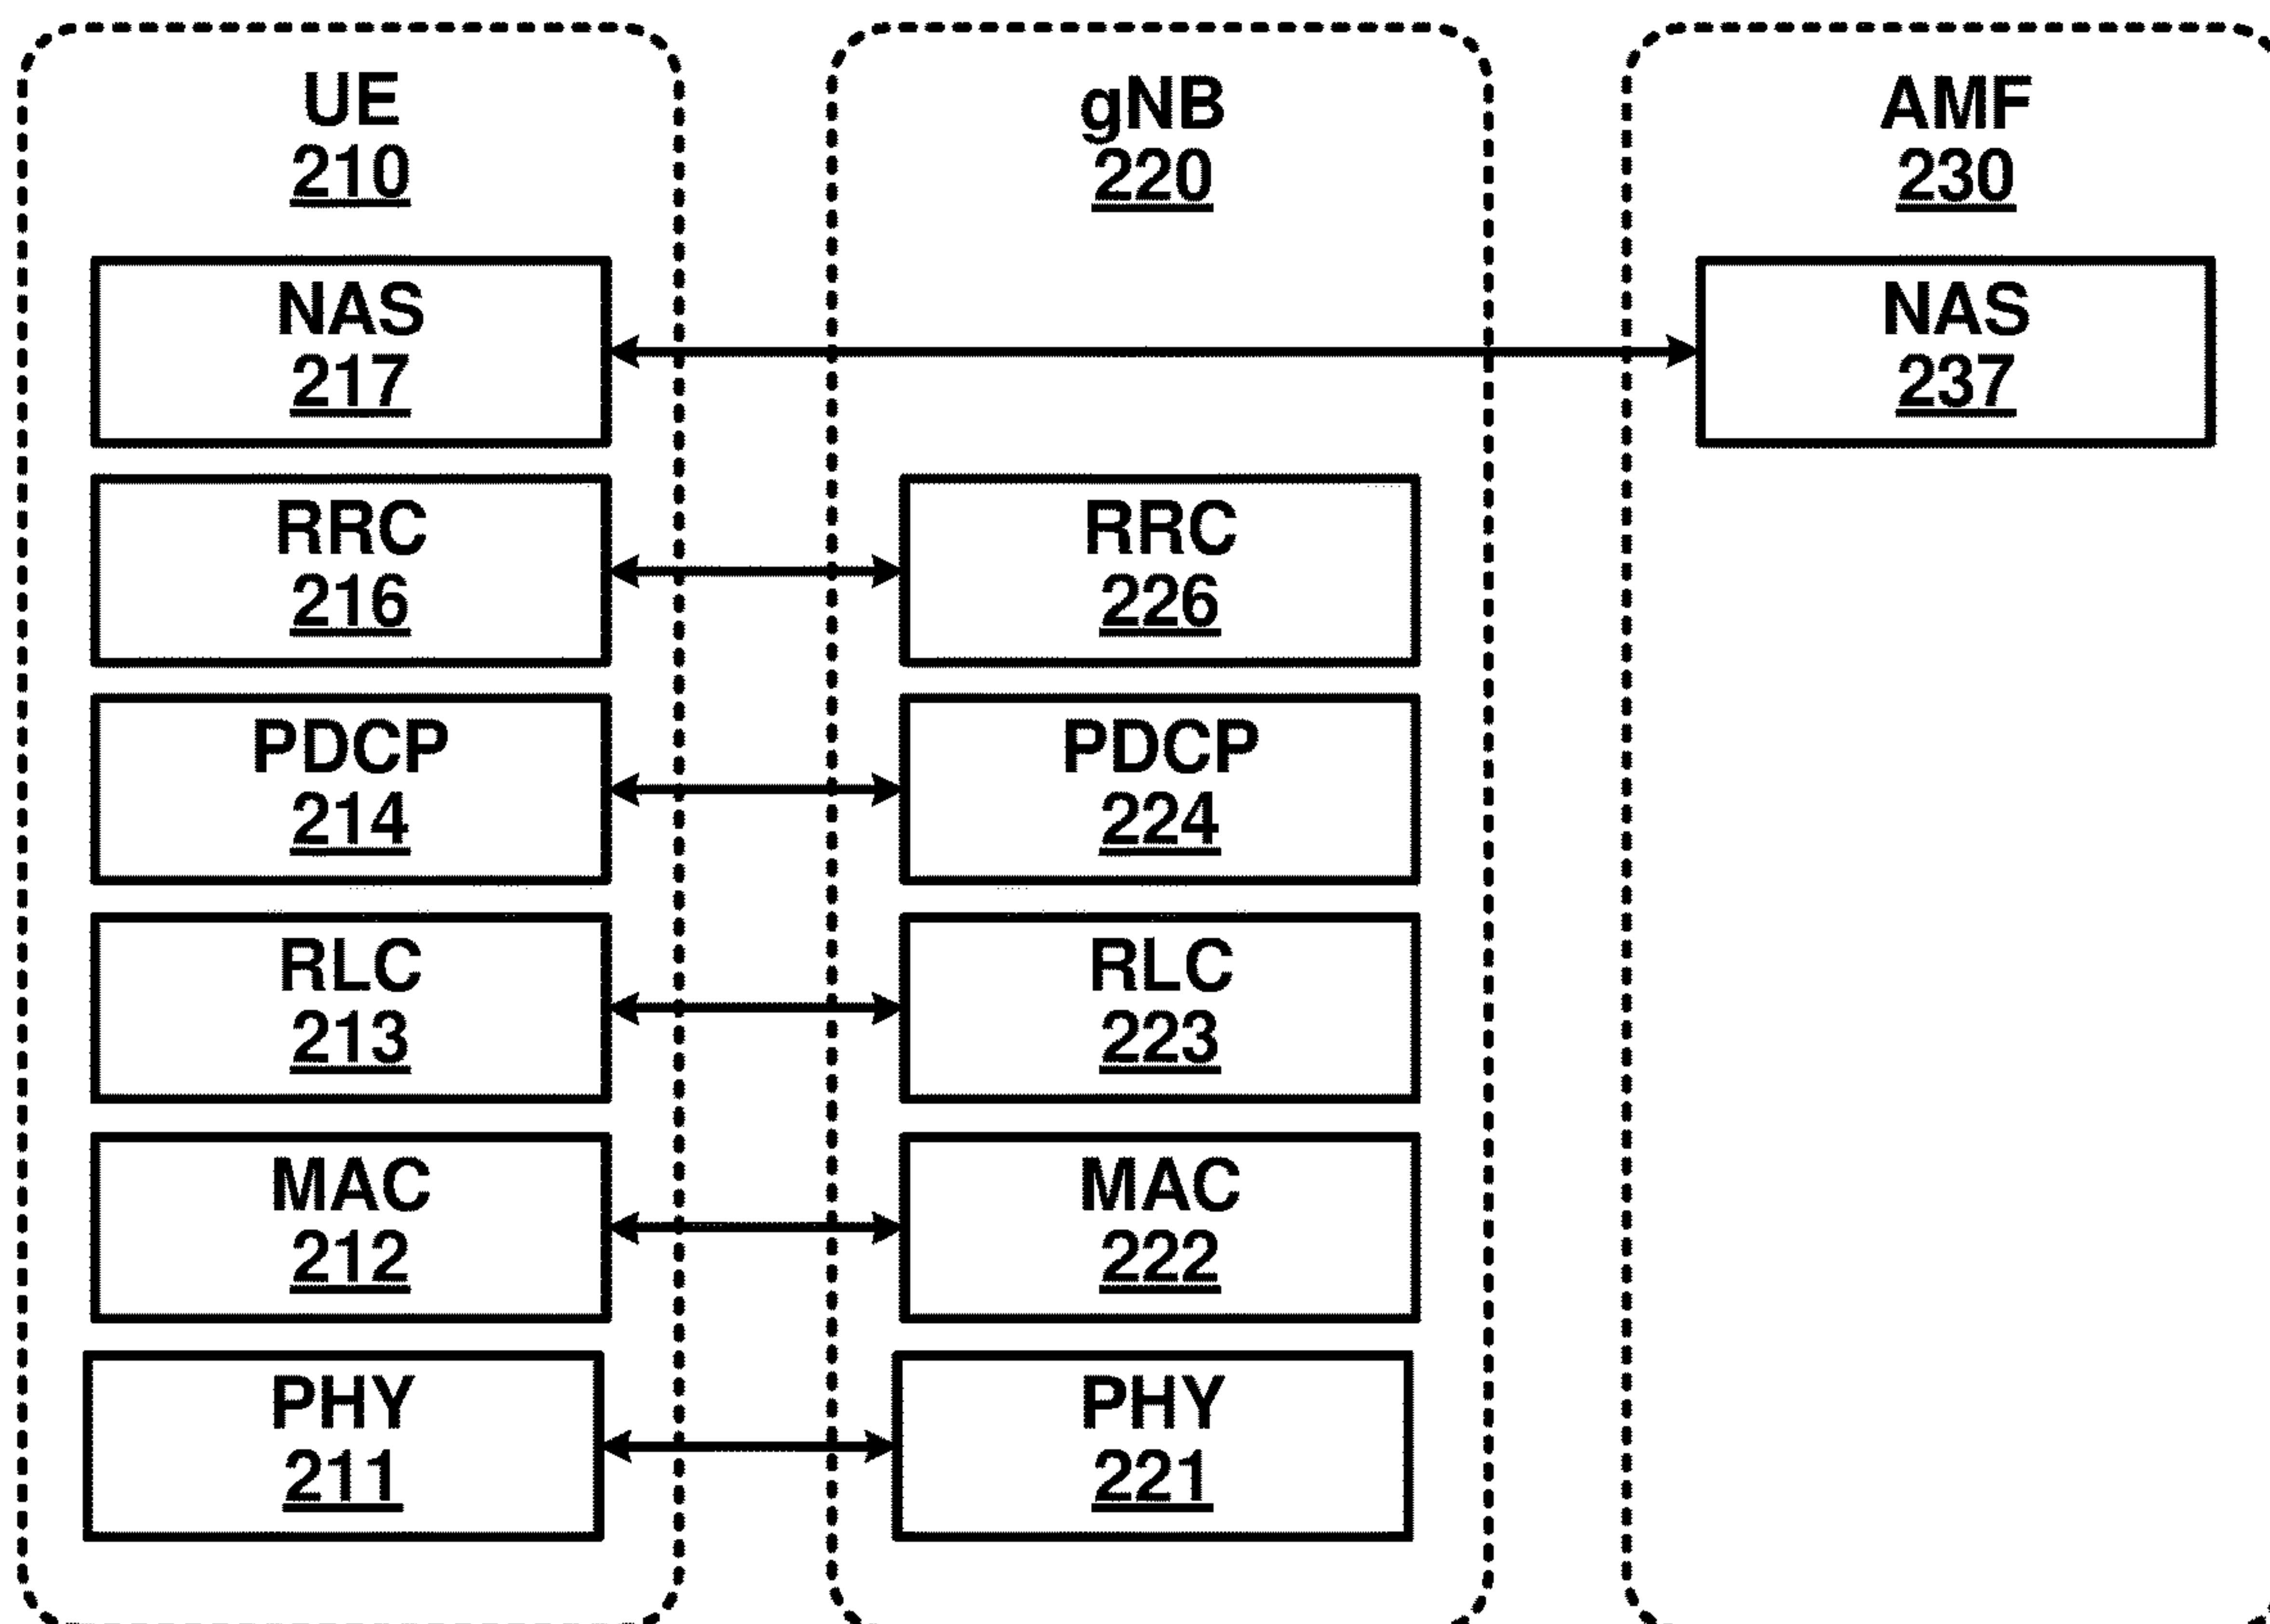 UE
210
gNB
220
AMF
230
NAS
217
NAS
237
RRC
216
RRC
226
PDCP
214
PDCP
224
RLC
213
RLC
223
MAC
212
MAC
222
PHY
211
PHY
221